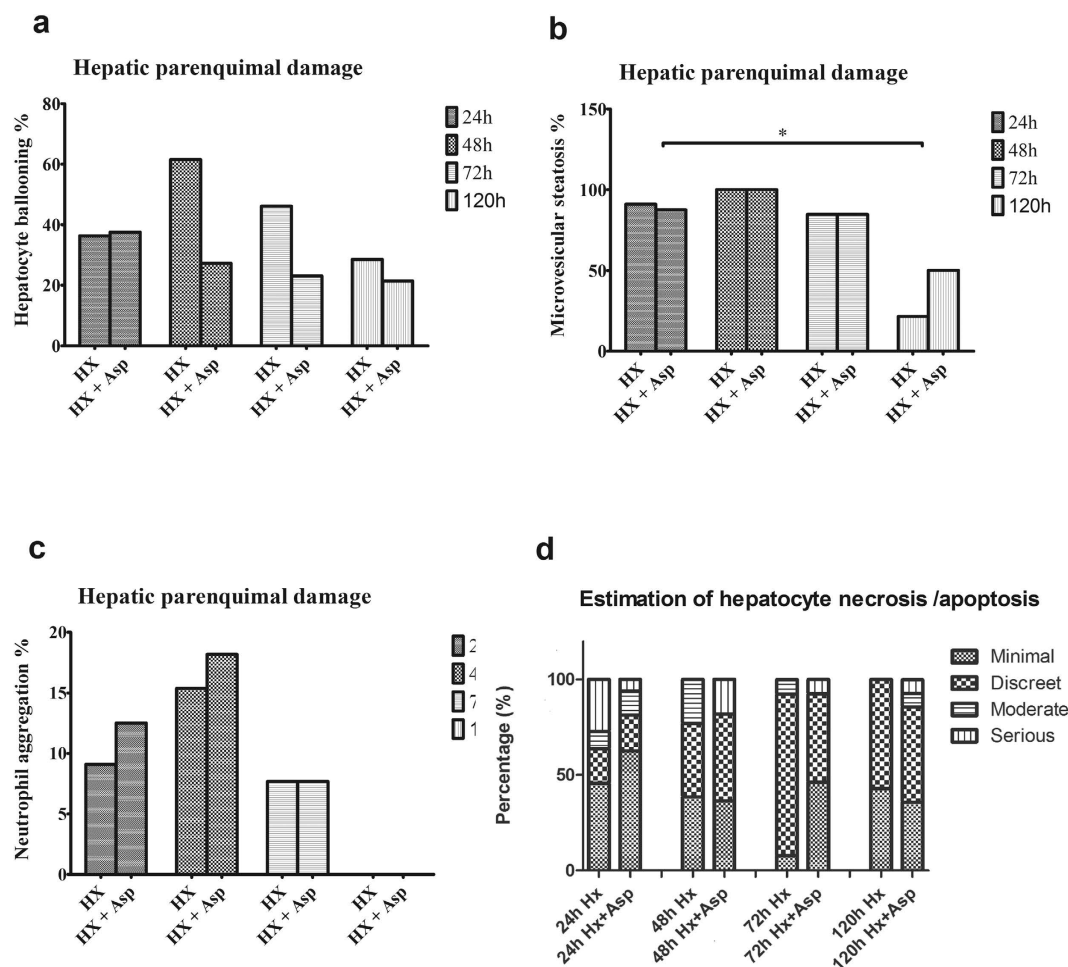 a
Hepatic parenquimal damage
Hepatocyte ballooning %
80
60
40
20
0
24h
48h
72h
120h
HX
HX + Asp
HX
HX + Asp
HX
HX + Asp
HX
HX + Asp
b
Hepatic parenquimal damage
Microvesicular steatosis %
150
100
50
0
*
24h
48h
72h
120h
HX
HX + Asp
HX
HX + Asp
HX
HX + Asp
HX
HX + Asp
c
Hepatic parenquimal damage
Neutrophil aggregation %
20
15
10
5
0
2
4
7
1
HX
HX + Asp
HX
HX + Asp
HX
HX + Asp
HX
HX + Asp
d
Estimation of hepatocyte necrosis /apoptosis
Percentage (%)
100
50
0
Minimal
Discreet
Moderate
Serious
24h Hx
24h Hx+Asp
48h Hx
48h Hx+Asp
72h Hx
72h Hx+Asp
120h Hx
120h Hx+Asp